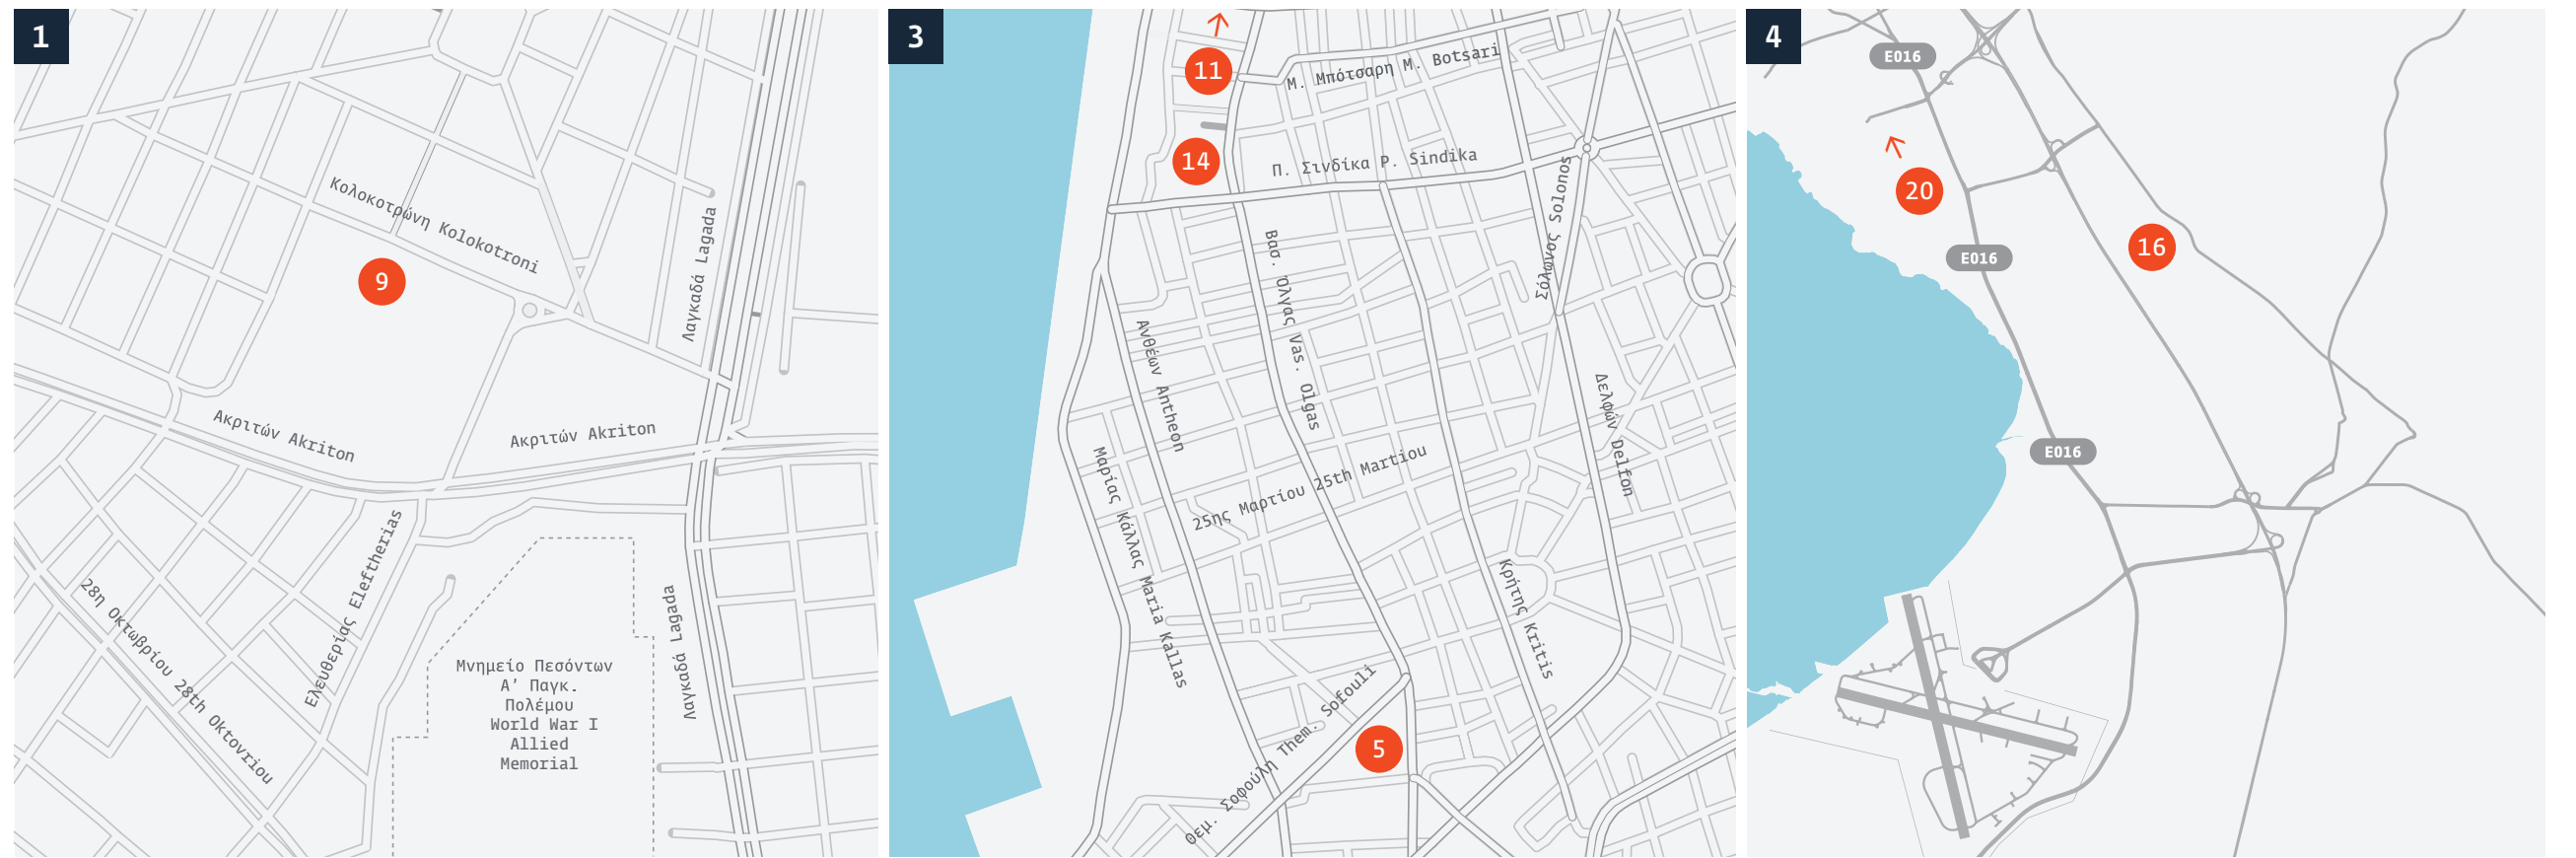 1
Κολοκοτρώνη Kolokotroni
9
Λαγκαδά Lagada
Ακριτών Akriton
Ακριτών Akriton
Ελευθερίας Eleftherias
28η Οκτωβρίου 28th Oktovriou
Λαγκαδά Lagada
Μνημείο Πεσόντων
Α’ Παγκ.
Πολέμου
World War I
Allied
Memorial
3
11
Μ. Μπότσαρη M. Botsari
14
Π. Σινδίκα P. Sindika
Σόλωνος Solonos
Βασ. Όλγας Vas. Olgas
Ανθέων Antheon
Δελφών Delfon
Μαρίας Κάλλας Maria Kallas
25ης Μαρτίου 25th Martiou
Κρήτης Kritis
Θεμ. Σοφούλη Them. Sofouli
5
4
E016
20
16
E016
E016